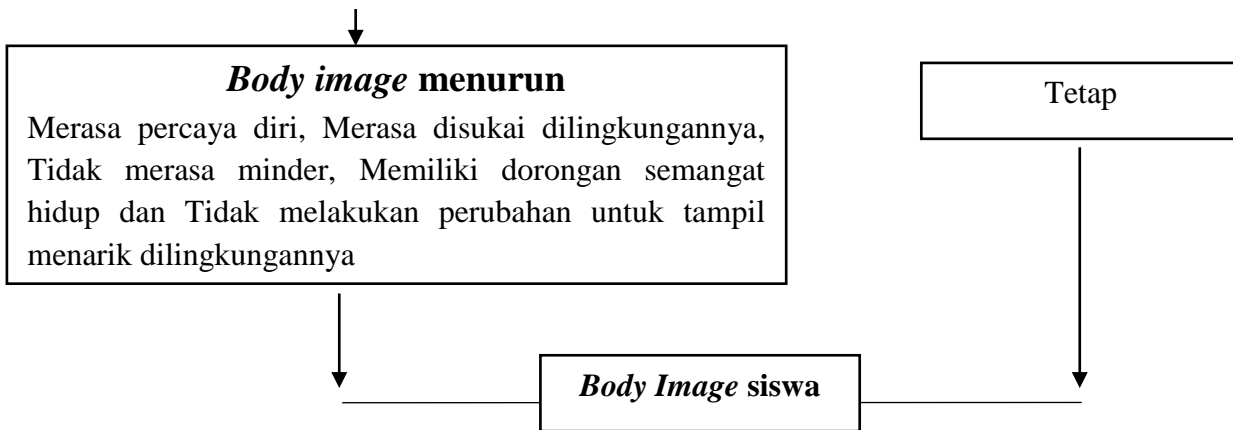 Body image menurun
Merasa percaya diri, Merasa disukai dilingkungannya,
Tidak merasa minder, Memiliki dorongan semangat
hidup dan Tidak melakukan perubahan untuk tampil
menarik dilingkungannya
Tetap
Body Image siswa